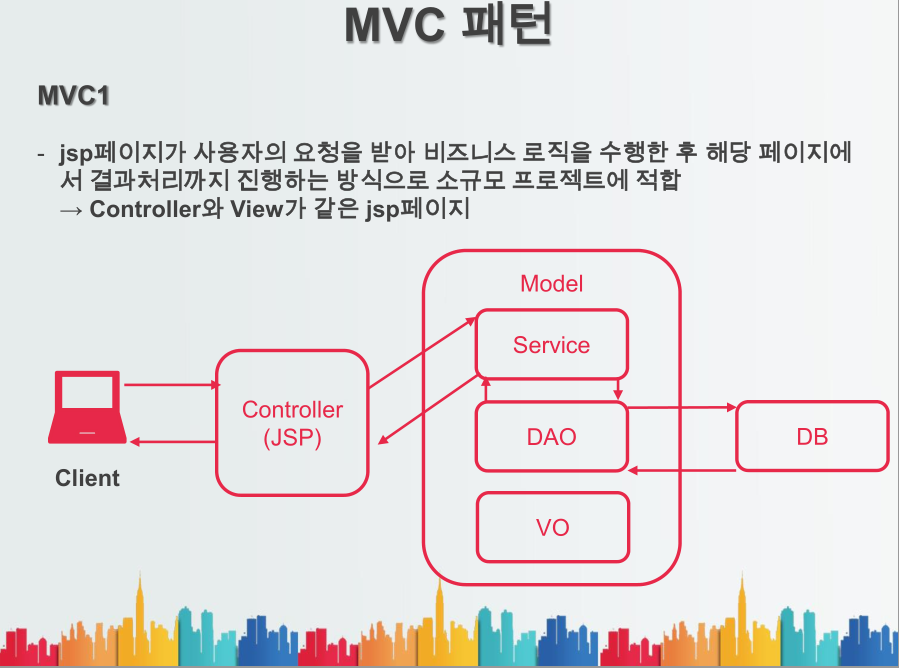 MVC 패턴
MVC1
- jsp페이지가 사용자의 요청을 받아 비즈니스 로직을 수행한 후 해당 페이지에
서 결과처리까지 진행하는 방식으로 소규모 프로젝트에 적합
→ Controller와 View가 같은 jsp페이지
Model
Service
Controller
(JSP)
DAO
DB
Client
VO